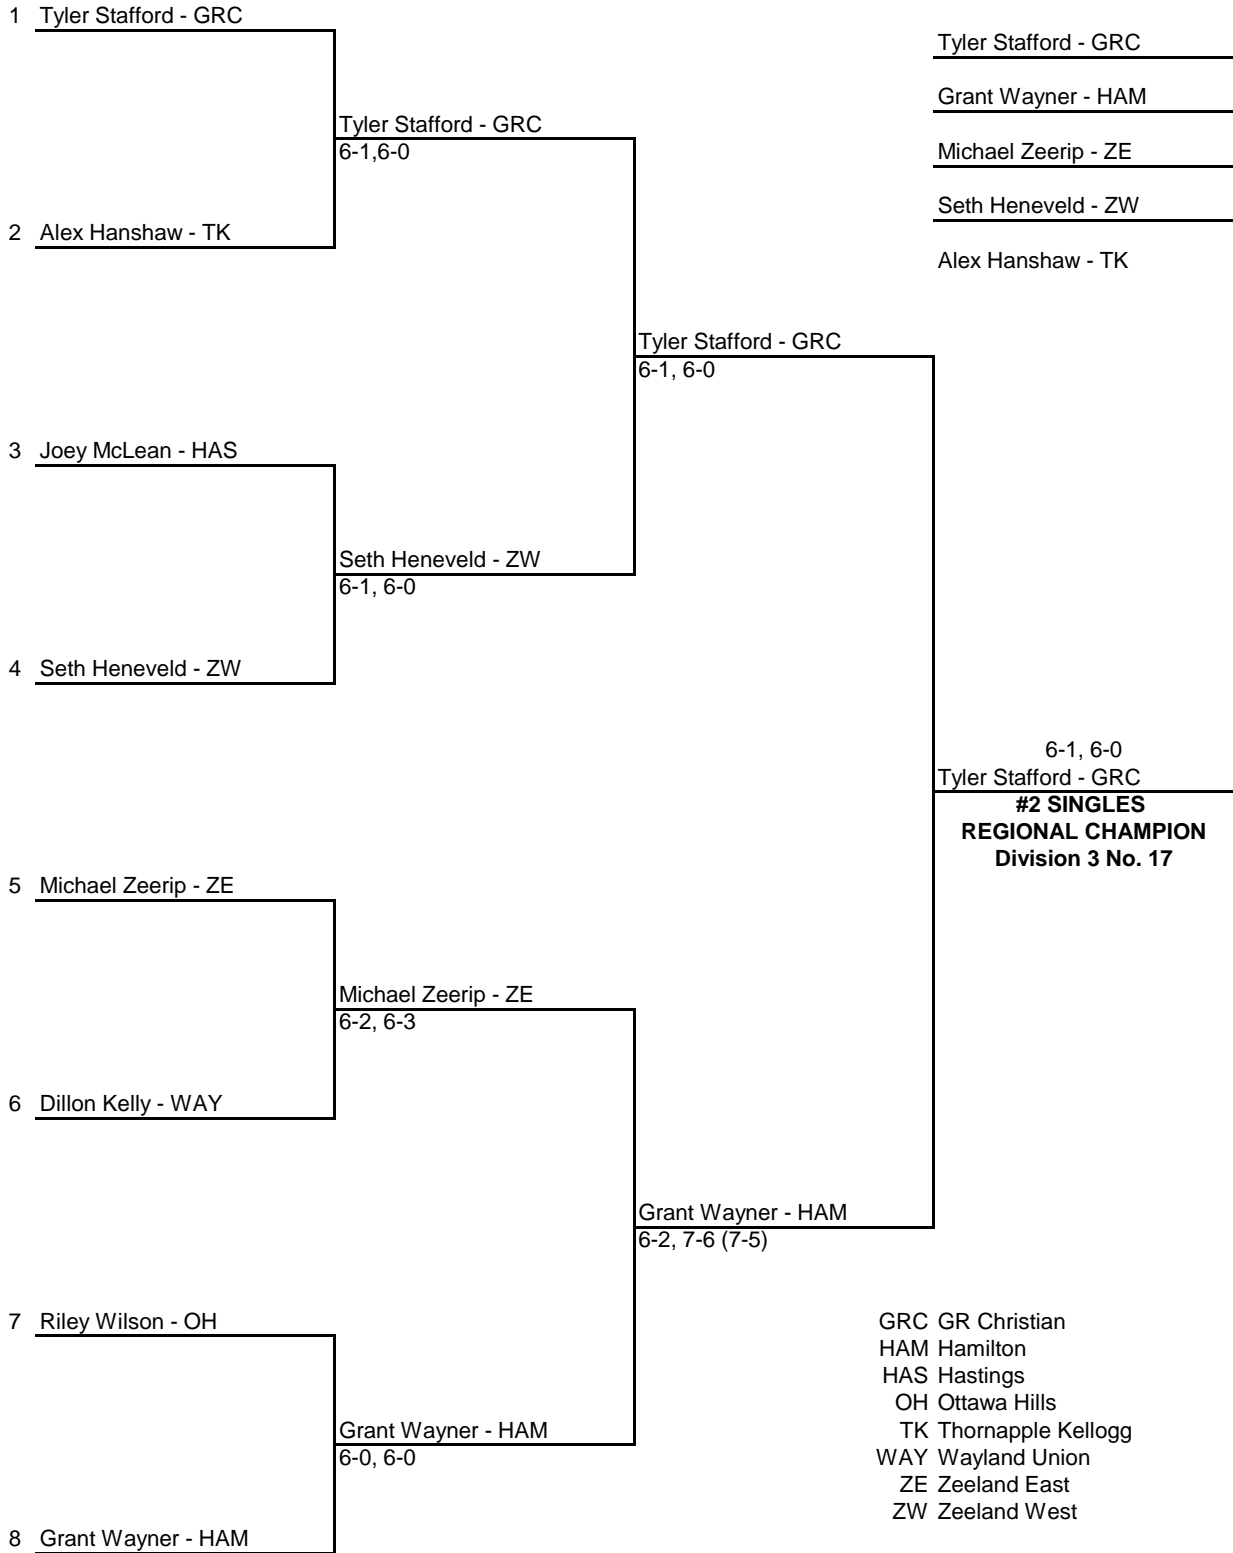 1 Tyler Stafford - GRC
Tyler Stafford - GRC
Grant Wayner - HAM
Tyler Stafford - GRC
6-1,6-0
Michael Zeerip - ZE
Seth Heneveld - ZW
2 Alex Hanshaw - TK
Alex Hanshaw - TK
Tyler Stafford - GRC
6-1, 6-0
3 Joey McLean - HAS
Seth Heneveld - ZW
6-1, 6-0
4 Seth Heneveld - ZW
6-1, 6-0
Tyler Stafford - GRC
#2 SINGLES
REGIONAL CHAMPION
Division 3 No. 17
5 Michael Zeerip - ZE
Michael Zeerip - ZE
6-2, 6-3
6 Dillon Kelly - WAY
Grant Wayner - HAM
6-2, 7-6 (7-5)
7 Riley Wilson - OH
Grant Wayner - HAM
6-0, 6-0
8 Grant Wayner - HAM
GRC GR Christian
HAM Hamilton
HAS Hastings
OH Ottawa Hills
TK Thornapple Kellogg
WAY Wayland Union
ZE Zeeland East
ZW Zeeland West